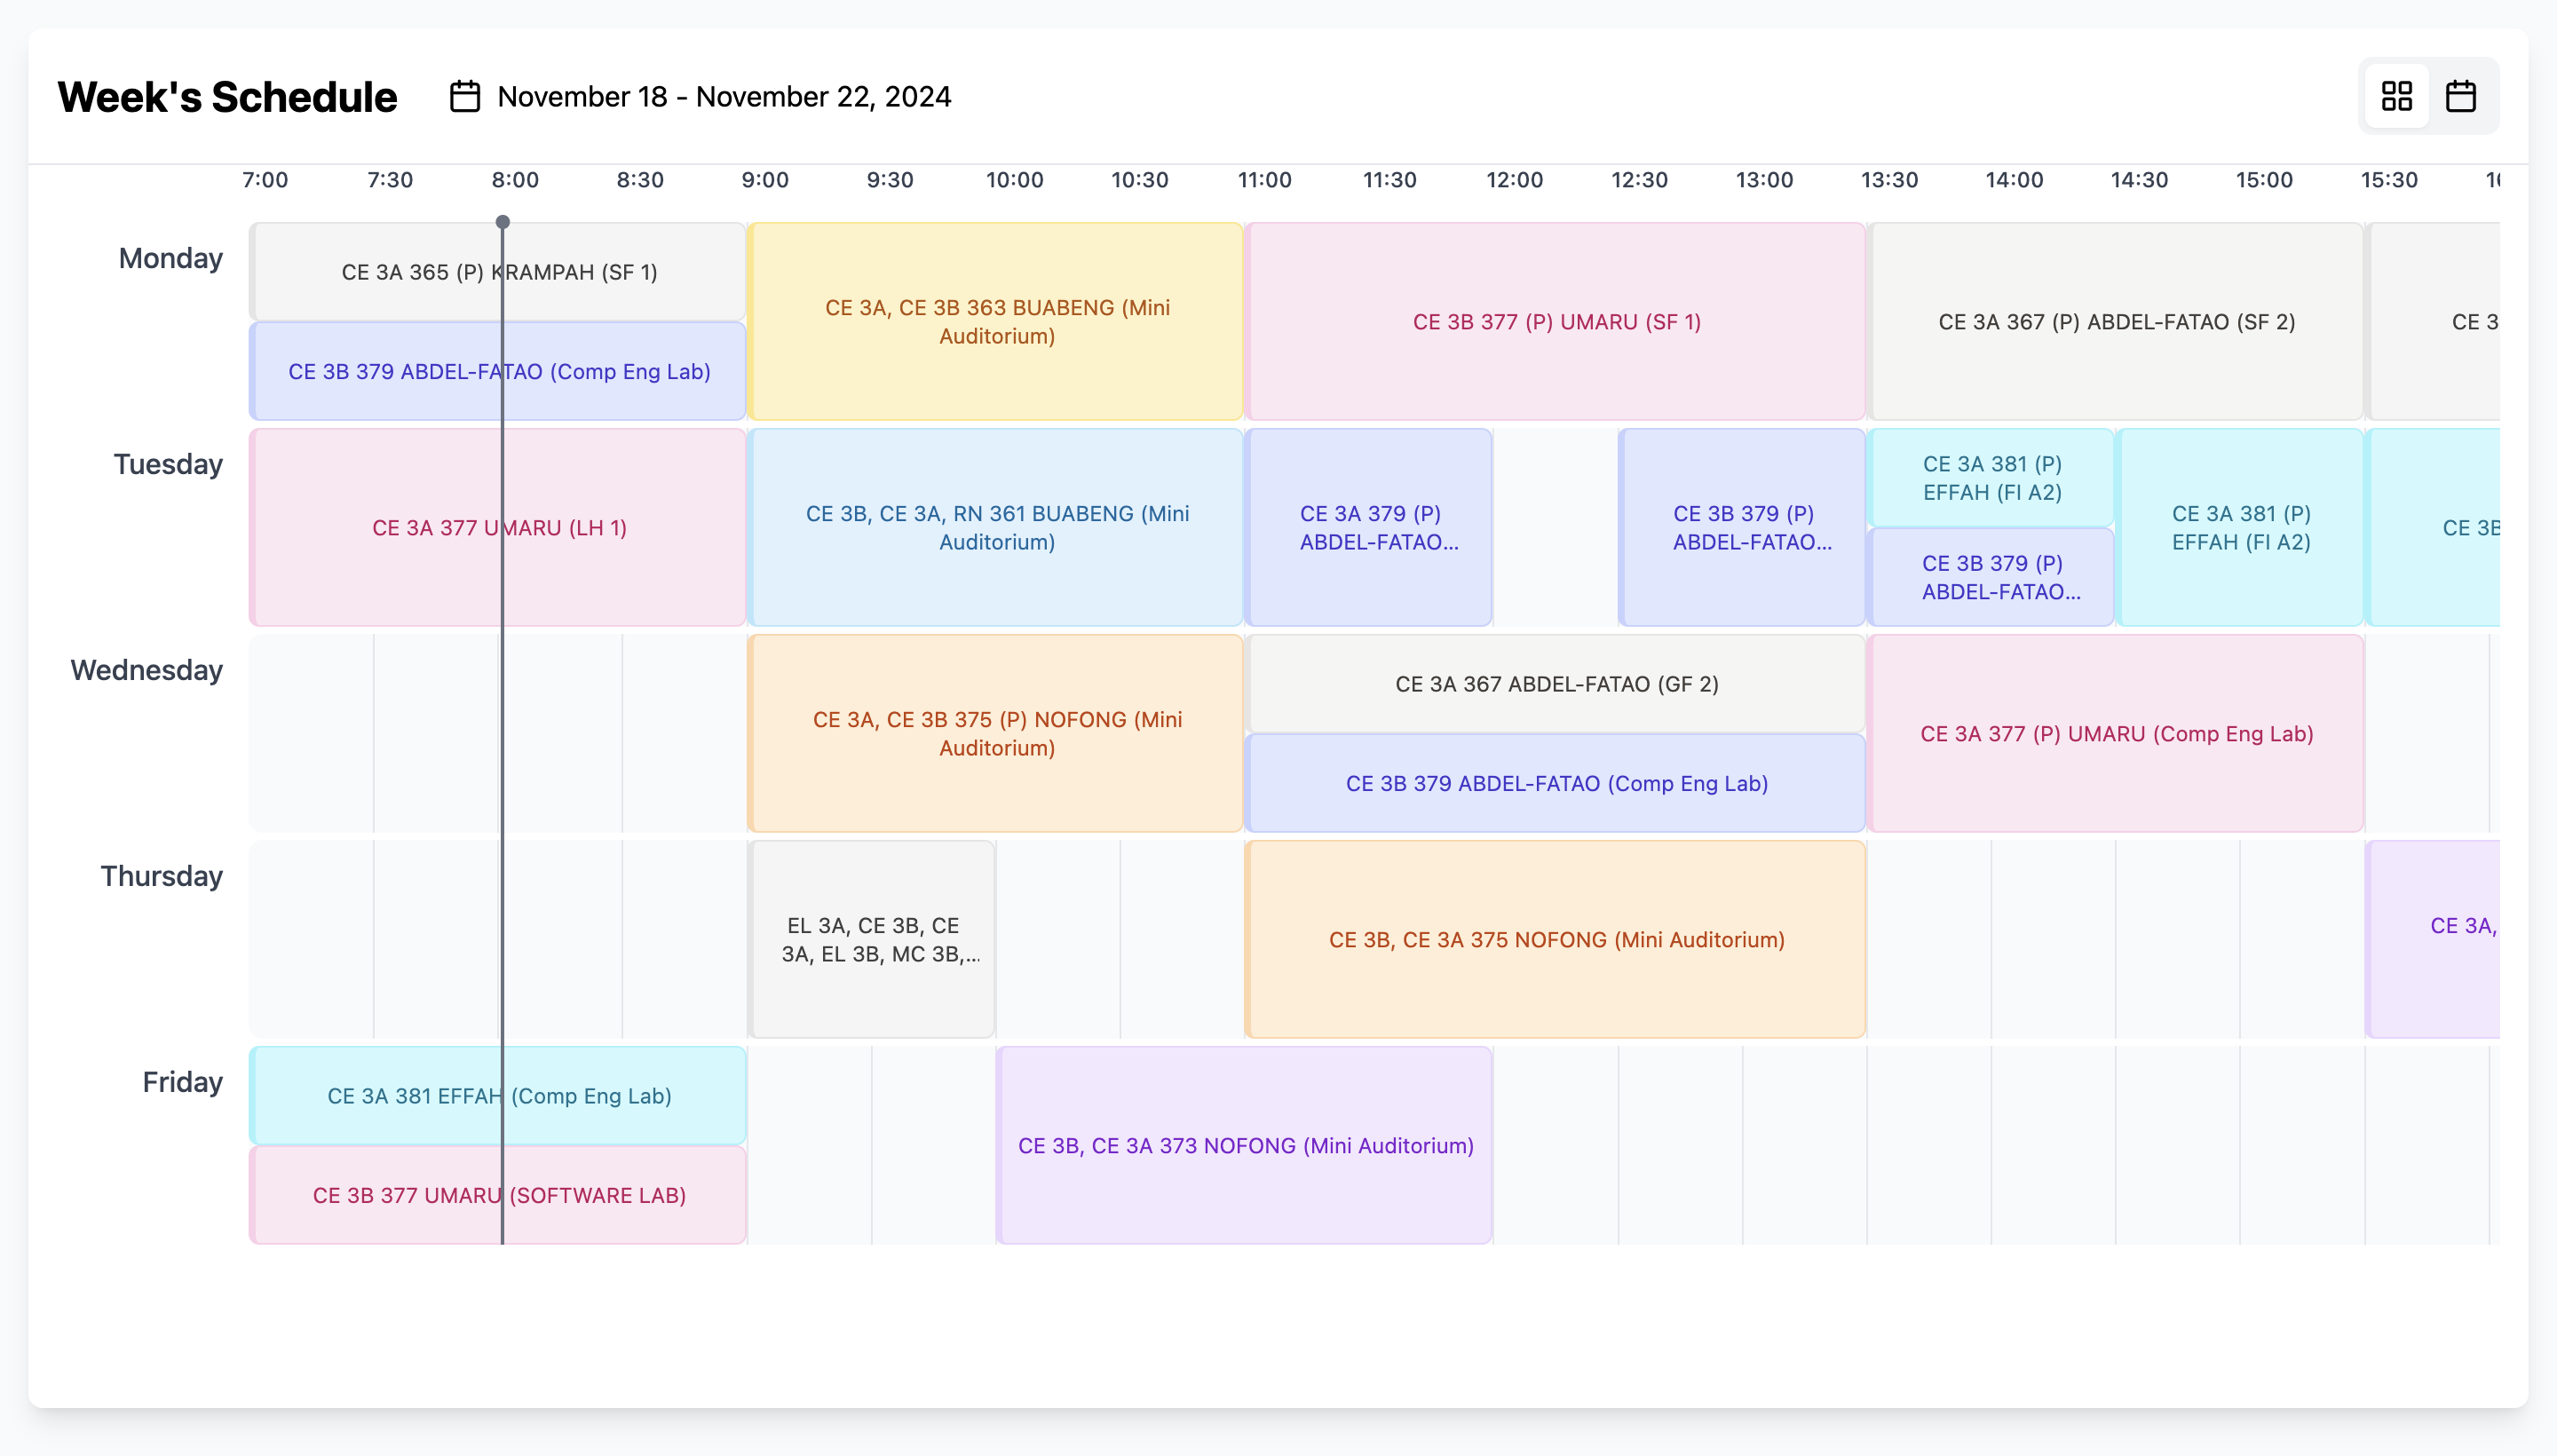 Week's Schedule
November 18 - November 22, 2024
7:00 7:30 8:00 8:30 9:00 9:30 10:00 10:30 11:00 11:30 12:00 12:30 13:00 13:30 14:00 14:30 15:00 15:30
Monday
CE 3A 365 (P) KRAMPAH (SF 1)
CE 3B 379 ABDEL-FATAO (Comp Eng Lab)
CE 3A, CE 3B 363 BUABENG (Mini
Auditorium)
CE 3B 377 (P) UMARU (SF 1)
CE 3A 367 (P) ABDEL-FATAO (SF 2)
CE 3
Tuesday
CE 3A 377 UMARU (LH 1)
CE 3B, CE 3A, RN 361 BUABENG (Mini
Auditorium)
CE 3A 379 (P)
ABDEL-FATAO...
CE 3B 379 (P)
ABDEL-FATAO...
CE 3A 381 (P)
EFFAH (FI A2)
CE 3B 379 (P)
ABDEL-FATAO...
CE 3A 381 (P)
EFFAH (FI A2)
CE 3B
Wednesday
CE 3A, CE 3B 375 (P) NOFONG (Mini
Auditorium)
CE 3A 367 ABDEL-FATAO (GF 2)
CE 3B 379 ABDEL-FATAO (Comp Eng Lab)
CE 3A 377 (P) UMARU (Comp Eng Lab)
Thursday
EL 3A, CE 3B, CE
3A, EL 3B, MC 3B,...
CE 3B, CE 3A 375 NOFONG (Mini Auditorium)
CE 3A,
Friday
CE 3A 381 EFFAH (Comp Eng Lab)
CE 3B 377 UMARU (SOFTWARE LAB)
CE 3B, CE 3A 373 NOFONG (Mini Auditorium)